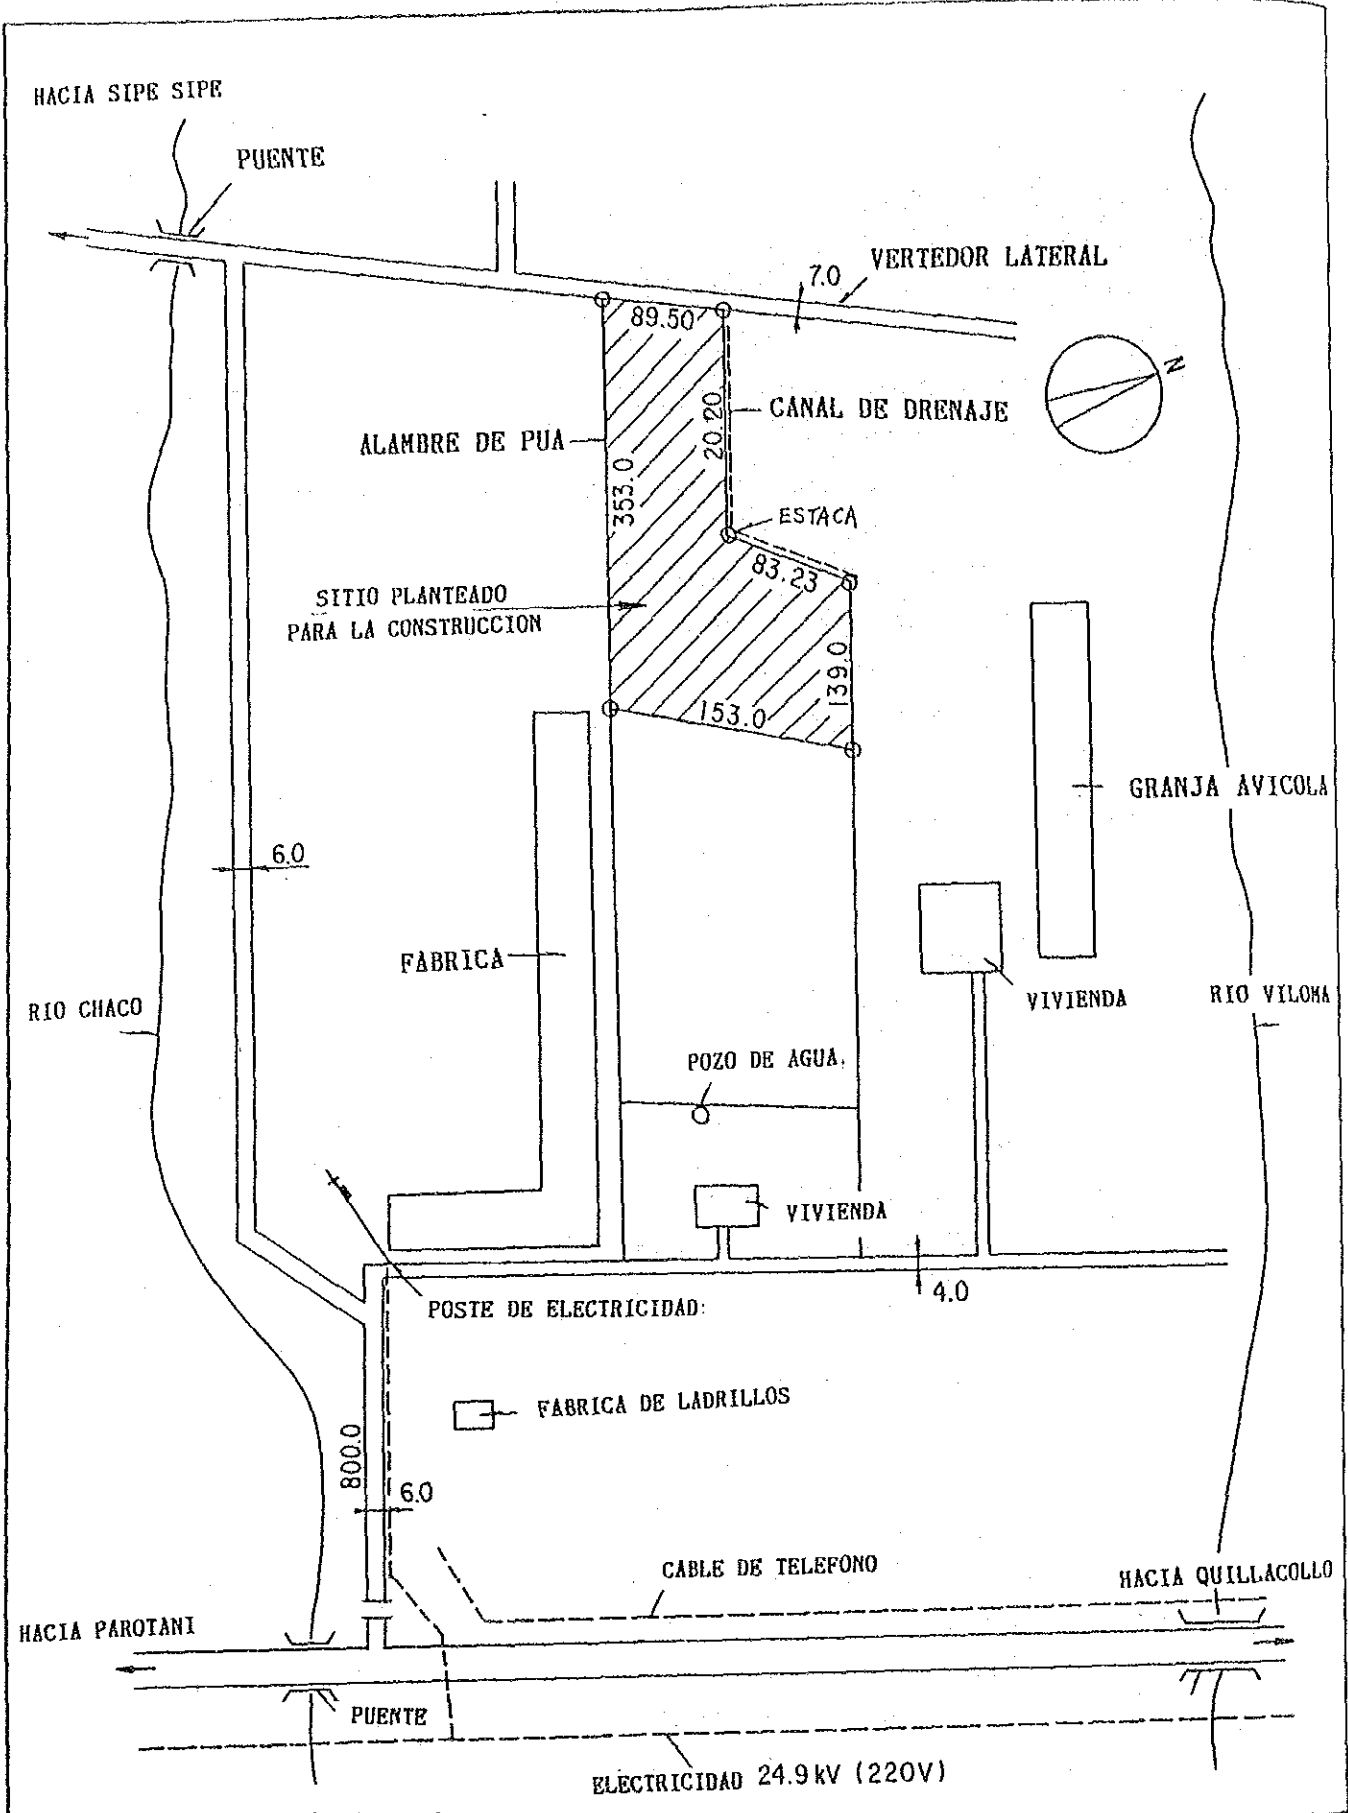 HACIA SIPE SIPE
PUENTE
VERTEDOR LATERAL
7.0
89.50
N
CANAL DE DRENAJE
20 20
ALAMBRE DE PUA
353.0
ESTACA
83.23
SITIO PLANTEADO
PARA LA CONSTRUCCION
139.0
153.0
GRANJA AVICOLA
6.0
FABRICA
VIVIENDA
RIO VILOMA
RIO CHACO
POZO DE AGUA
VIVIENDA
4.0
POSTE DE ELECTRICIDAD
FABRICA DE LADRILLOS
800.0
6.0
CABLE DE TELEFONO
HACIA QUILLACOLLO
HACIA PAROTANI
PUENTE
ELECTRICIDAD 24.9 kV (220V)